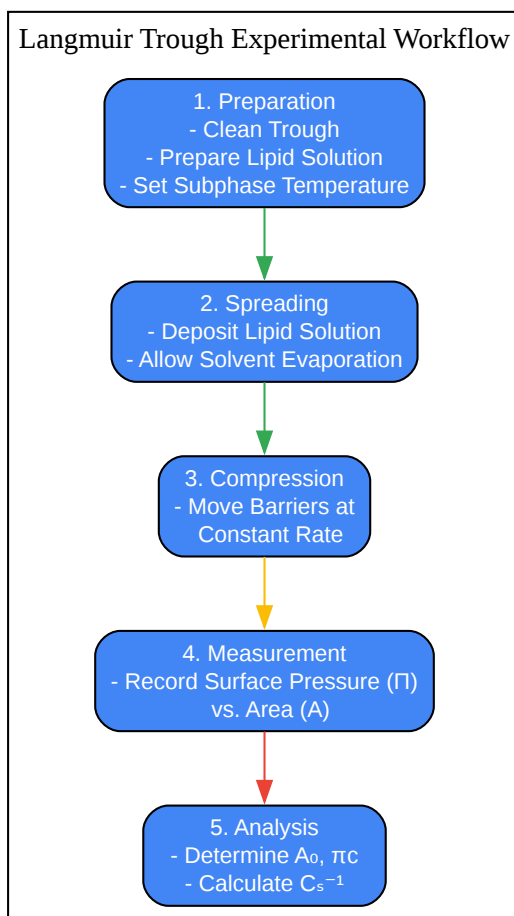 Langmuir Trough Experimental Workflow
1. Preparation
- Clean Trough
- Prepare Lipid Solution
- Set Subphase Temperature
2. Spreading
- Deposit Lipid Solution
- Allow Solvent Evaporation
3. Compression
- Move Barriers at
Constant Rate
4. Measurement
- Record Surface Pressure (Π)
vs. Area (A)
5. Analysis
- Determine A₀, πc
- Calculate Cₛ⁻¹